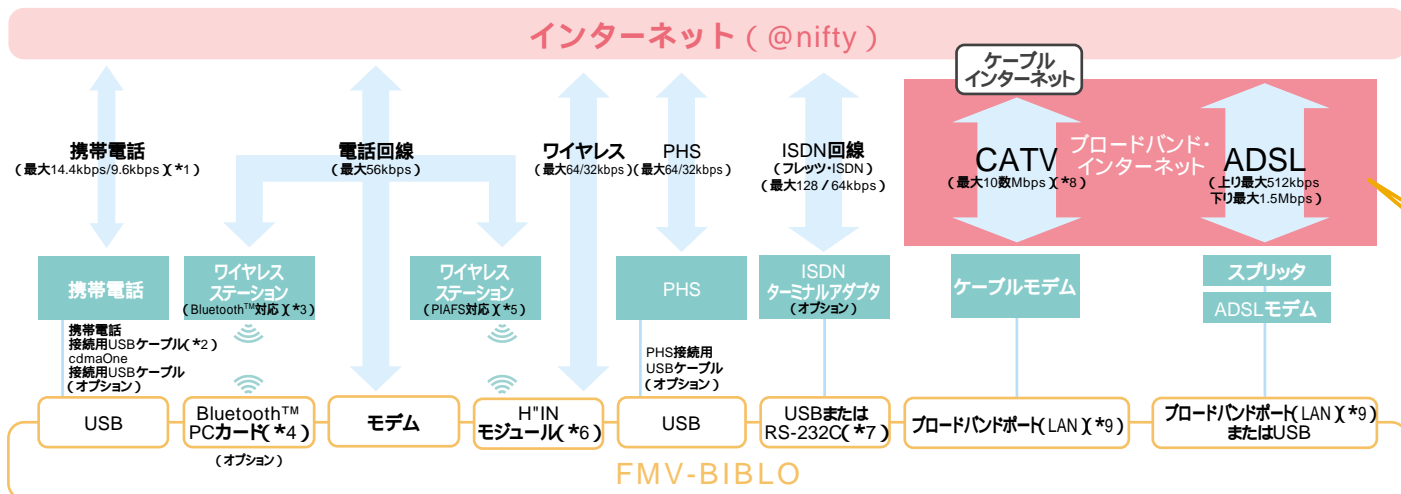 インターネット(@nifty)
ケーブル
インターネット
携帯電話
(最大14.4kbps/9.6kbps)(*1)
電話回線
(最大56kbps)
ワイヤレス
(最大64/32kbps)
PHS
(最大64/32kbps)
ISDN回線
(フレッツ・ISDN)
(最大128/64kbps)
CATV
(最大10数Mbps)(*8)
ブロードバンド・
インターネット
ADSL
(上り最大512kbps
下り最大1.5Mbps)
携帯電話
ワイヤレス
ステーション
(Bluetooth™対応)(*3)
ワイヤレス
ステーション
(PIAFS対応)(*5)
PHS
ISDN
ターミナルアダプタ
(オプション)
ケーブルモデム
スプリッタ
ADSLモデム
携帯電話
接続用USBケーブル(*2)
cdmaOne
接続用USBケーブル
(オプション)
PHS接続用
USBケーブル
(オプション)
USB
Bluetooth™
PCカード(*4)
(オプション)
モデム
H"IN
モジュール(*6)
USB
USBまたは
RS-232C(*7)
ブロードバンドポート(LAN)(*9)
ブロードバンドポート(LAN)(*9)
またはUSB
FMV-BIBLO